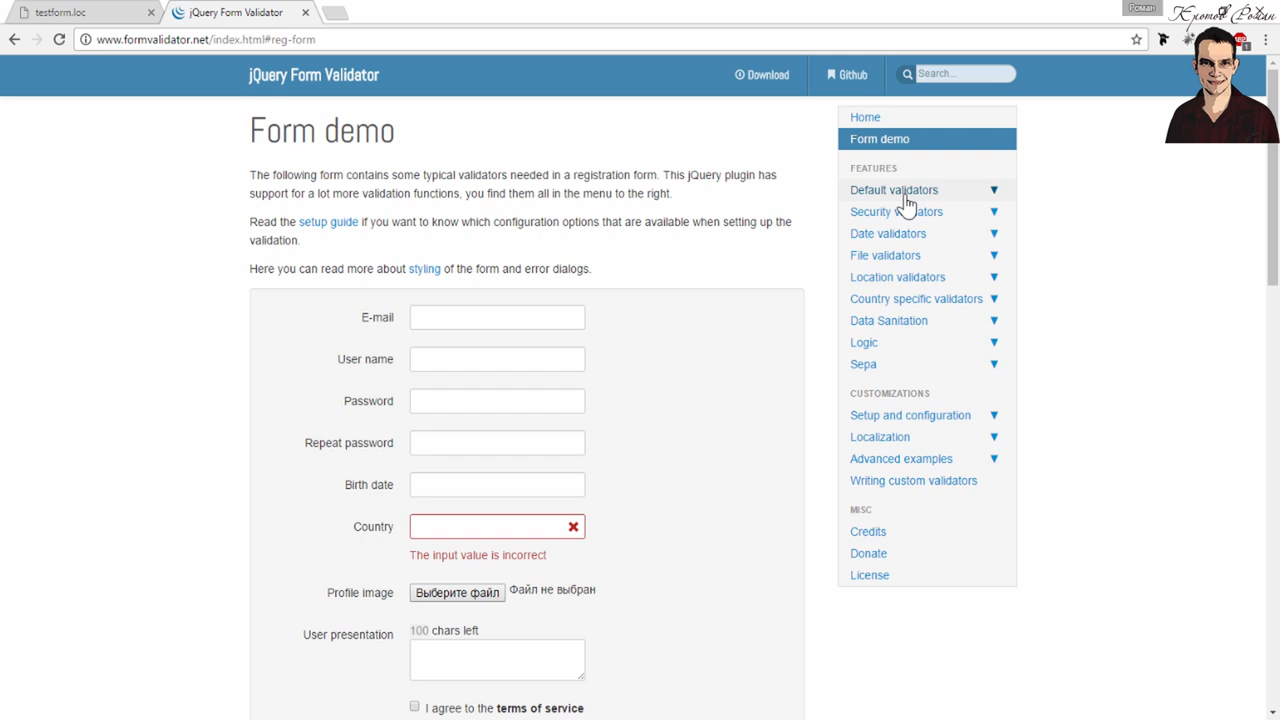 testform.loc
jQuery Form Validator
Роман
Кротов Роман
www.formvalidator.net/index.html#reg-form
jQuery Form Validator
Download
Github
Search...
Form demo
The following form contains some typical validators needed in a registration form. This jQuery plugin has
support for a lot more validation functions, you find them all in the menu to the right.
Read the setup guide if you want to know which configuration options that are available when setting up the
validation.
Here you can read more about styling of the form and error dialogs.
E-mail
User name
Password
Repeat password
Birth date
Country
The input value is incorrect
Profile image
Выберите файл
Файл не выбран
User presentation
100 chars left
I agree to the terms of service
Home
Form demo
FEATURES
Default validators
Security validators
Date validators
File validators
Location validators
Country specific validators
Data Sanitation
Logic
Sepa
CUSTOMIZATIONS
Setup and configuration
Localization
Advanced examples
Writing custom validators
MISC
Credits
Donate
License